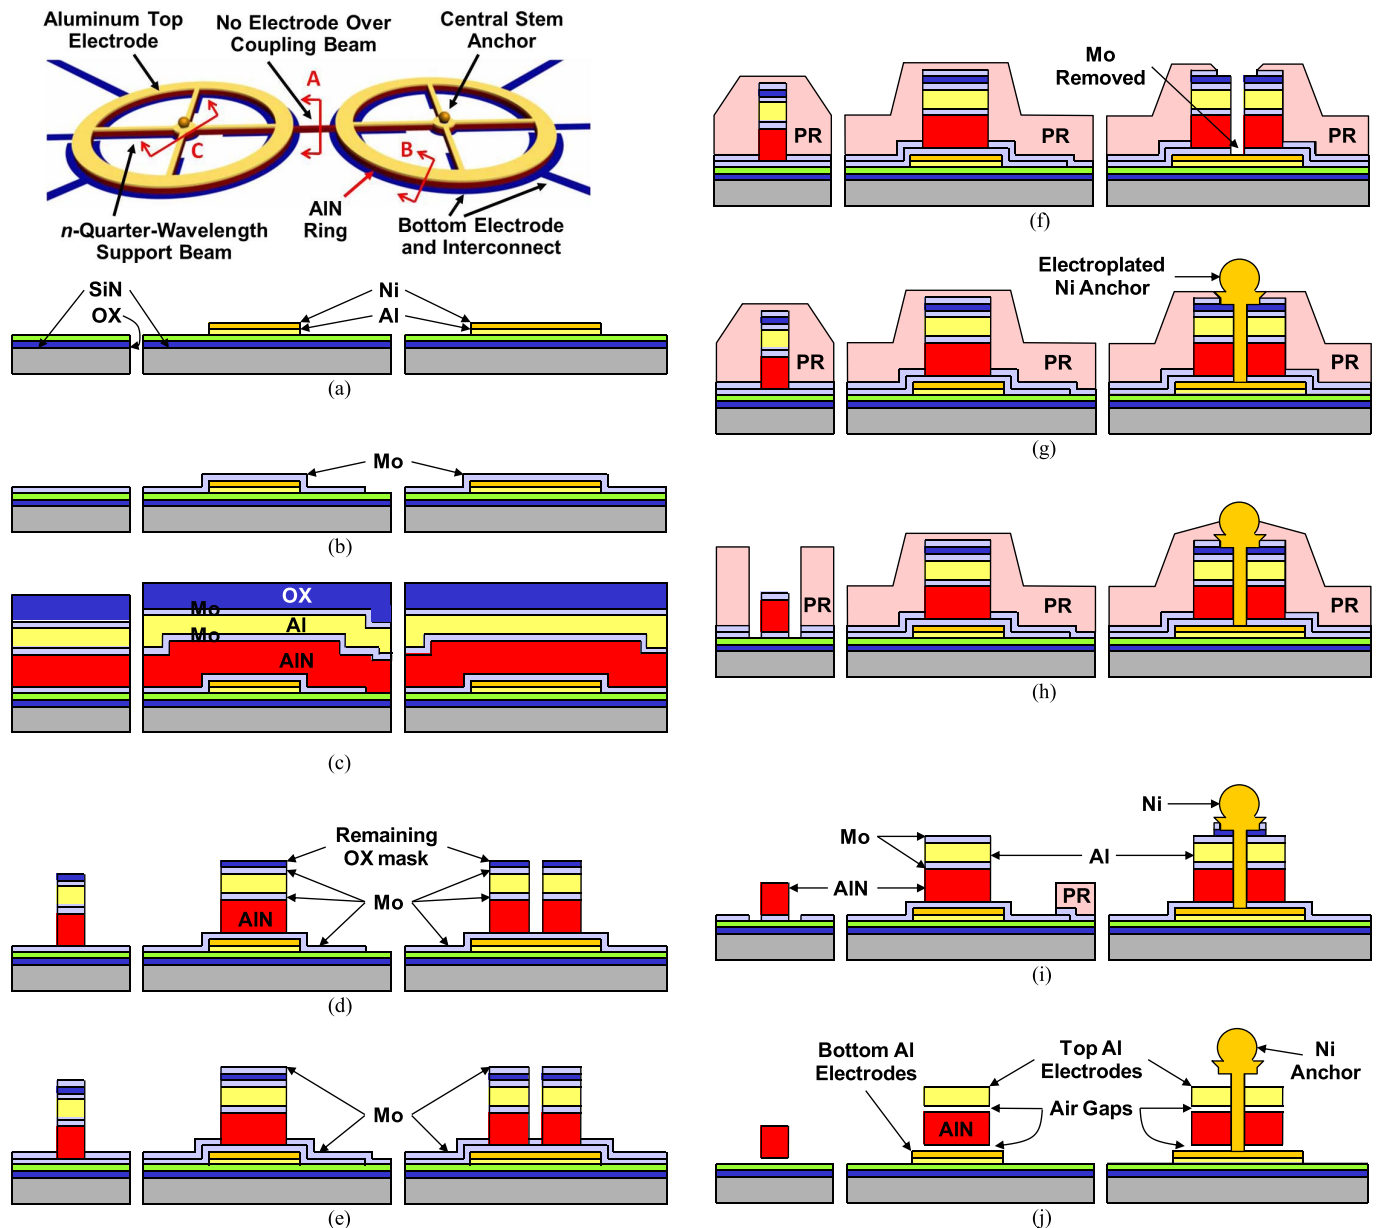 Aluminum Top
Electrode
No Electrode Over
Coupling Beam
Central Stem
Anchor
A
B
C
n-Quarter-Wavelength
Support Beam
AlN
Ring
Bottom Electrode
and Interconnect
SiN
OX
Ni
Al
(a)
Mo
(b)
OX
Mo
Al
Mo
AlN
(c)
Remaining
OX mask
Mo
AlN
(d)
Mo
(e)
Mo
Removed
PR
PR
PR
(f)
Electroplated
Ni Anchor
PR
PR
PR
(g)
PR
PR
PR
(h)
Ni
Mo
Al
AlN
PR
(i)
Bottom Al
Electrodes
Top Al
Electrodes
Ni
Anchor
Air Gaps
AlN
(j)